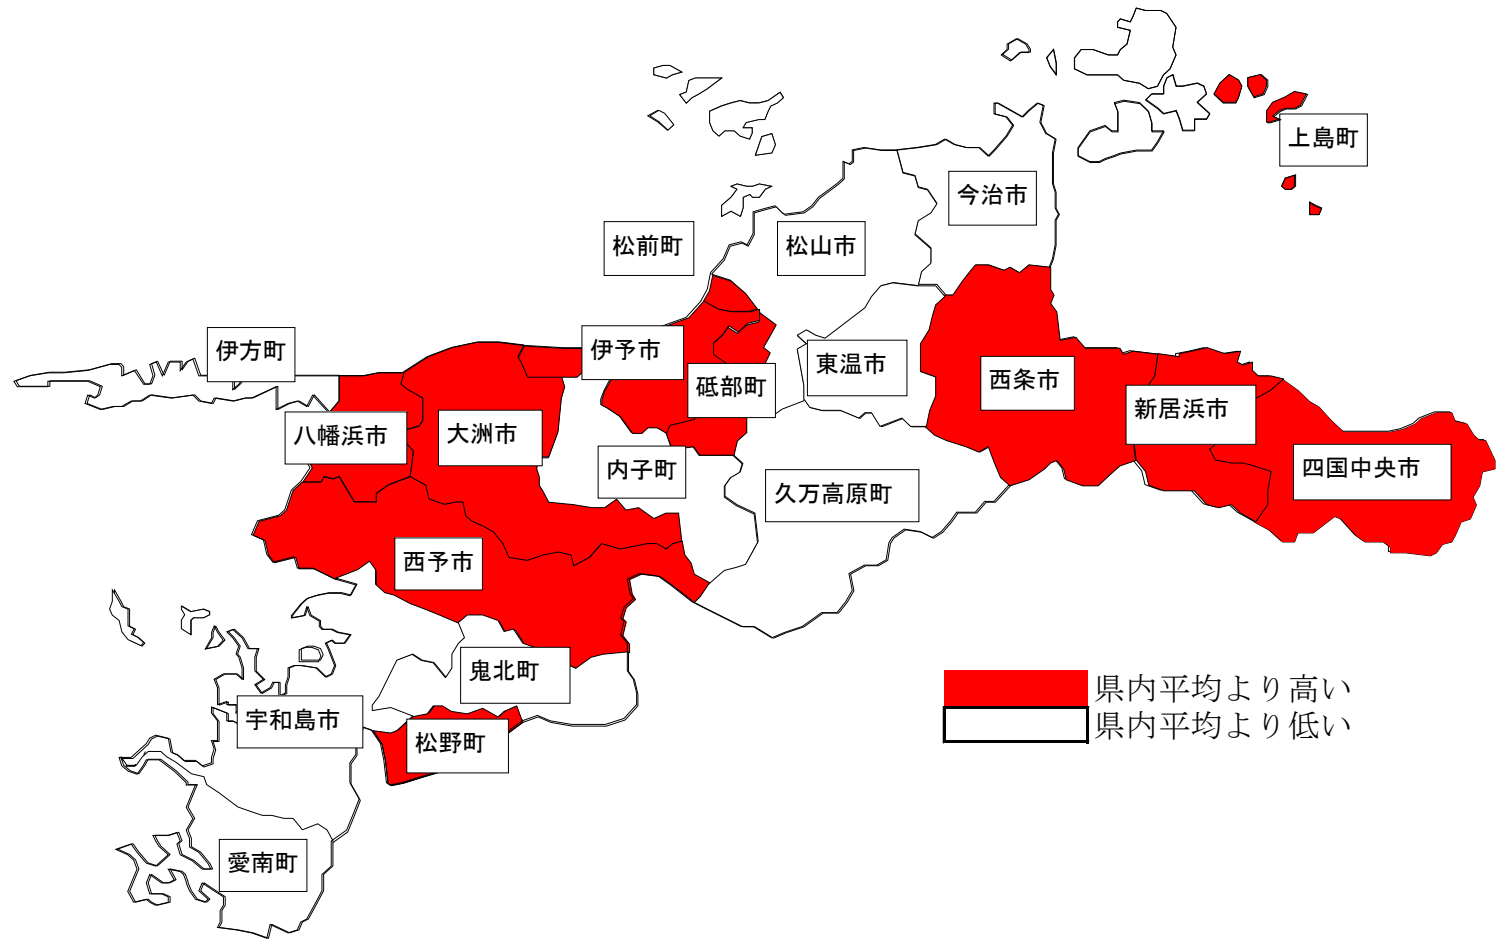 上島町
今治市
松前町
松山市
伊方町
伊予市
東温市
砥部町
西条市
新居浜市
八幡浜市
大洲市
内子町
四国中央市
久万高原町
西予市
鬼北町
県内平均より高い
宇和島市
県内平均より低い
松野町
愛南町